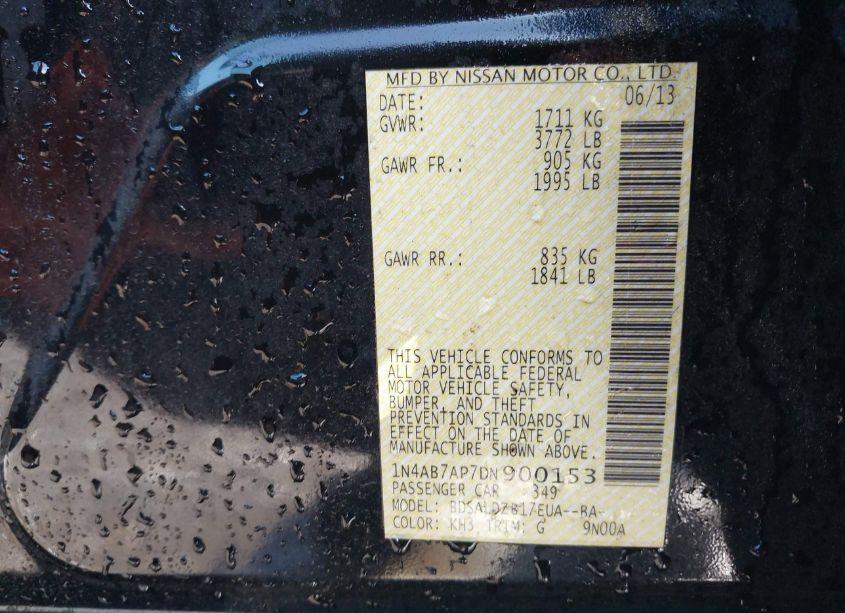 MFD BY NISSAN MOTOR CO., LTD.
DATE: 06/13
GVWR: 1711 KG
3772 LB
GAWR FR.: 905 KG
1995 LB
GAWR RR.: 835 KG
1841 LB
THIS VEHICLE CONFORMS TO
ALL APPLICABLE FEDERAL
MOTOR VEHICLE SAFETY,
BUMPER, AND THEFT
PREVENTION STANDARDS IN
EFFECT ON THE DATE OF
MANUFACTURE SHOWN ABOVE.
1N4AB7AP7DN900153
PASSENGER CAR 349
MODEL: BDSALDZB17EUA--BA-
COLOR: KH3 TRIM: G 9N00A